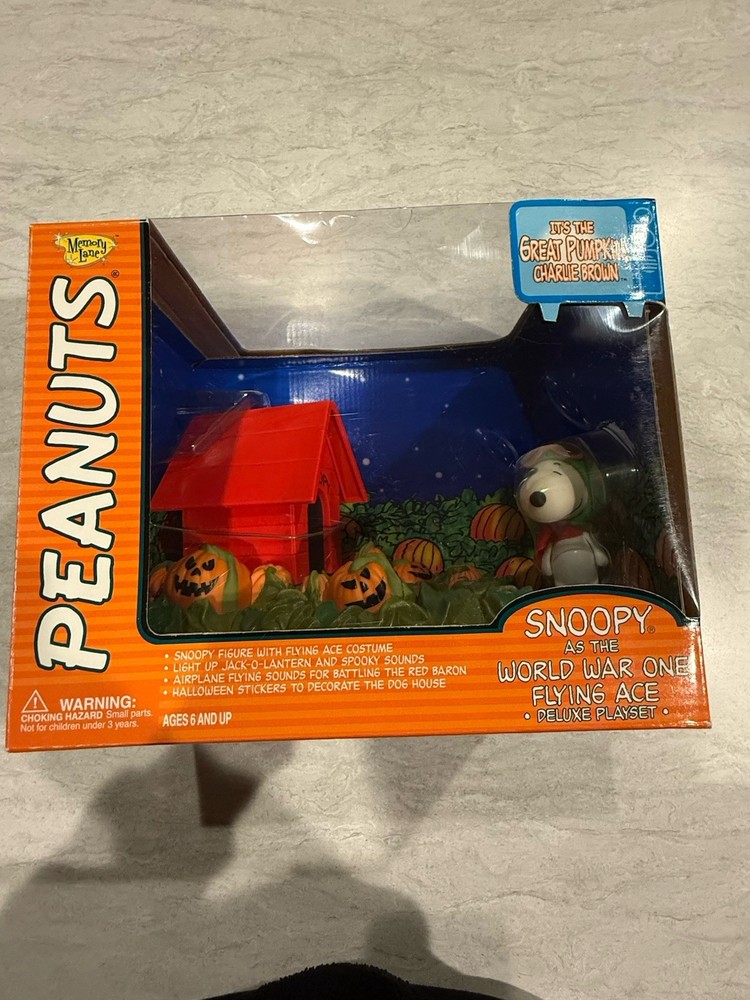 Memory
Lane™
PEANUTS®
IT'S THE
GREAT PUMPKIN
CHARLIE BROWN™
SNOOPY®
AS THE
WORLD WAR ONE
FLYING ACE
• DELUXE PLAYSET •
• SNOOPY FIGURE WITH FLYING ACE COSTUME
• LIGHT UP JACK-O-LANTERN AND SPOOKY SOUNDS
• AIRPLANE FLYING SOUNDS FOR BATTLING THE RED BARON
• HALLOWEEN STICKERS TO DECORATE THE DOG HOUSE
WARNING:
CHOKING HAZARD Small parts.
Not for children under 3 years.
AGES 6 AND UP